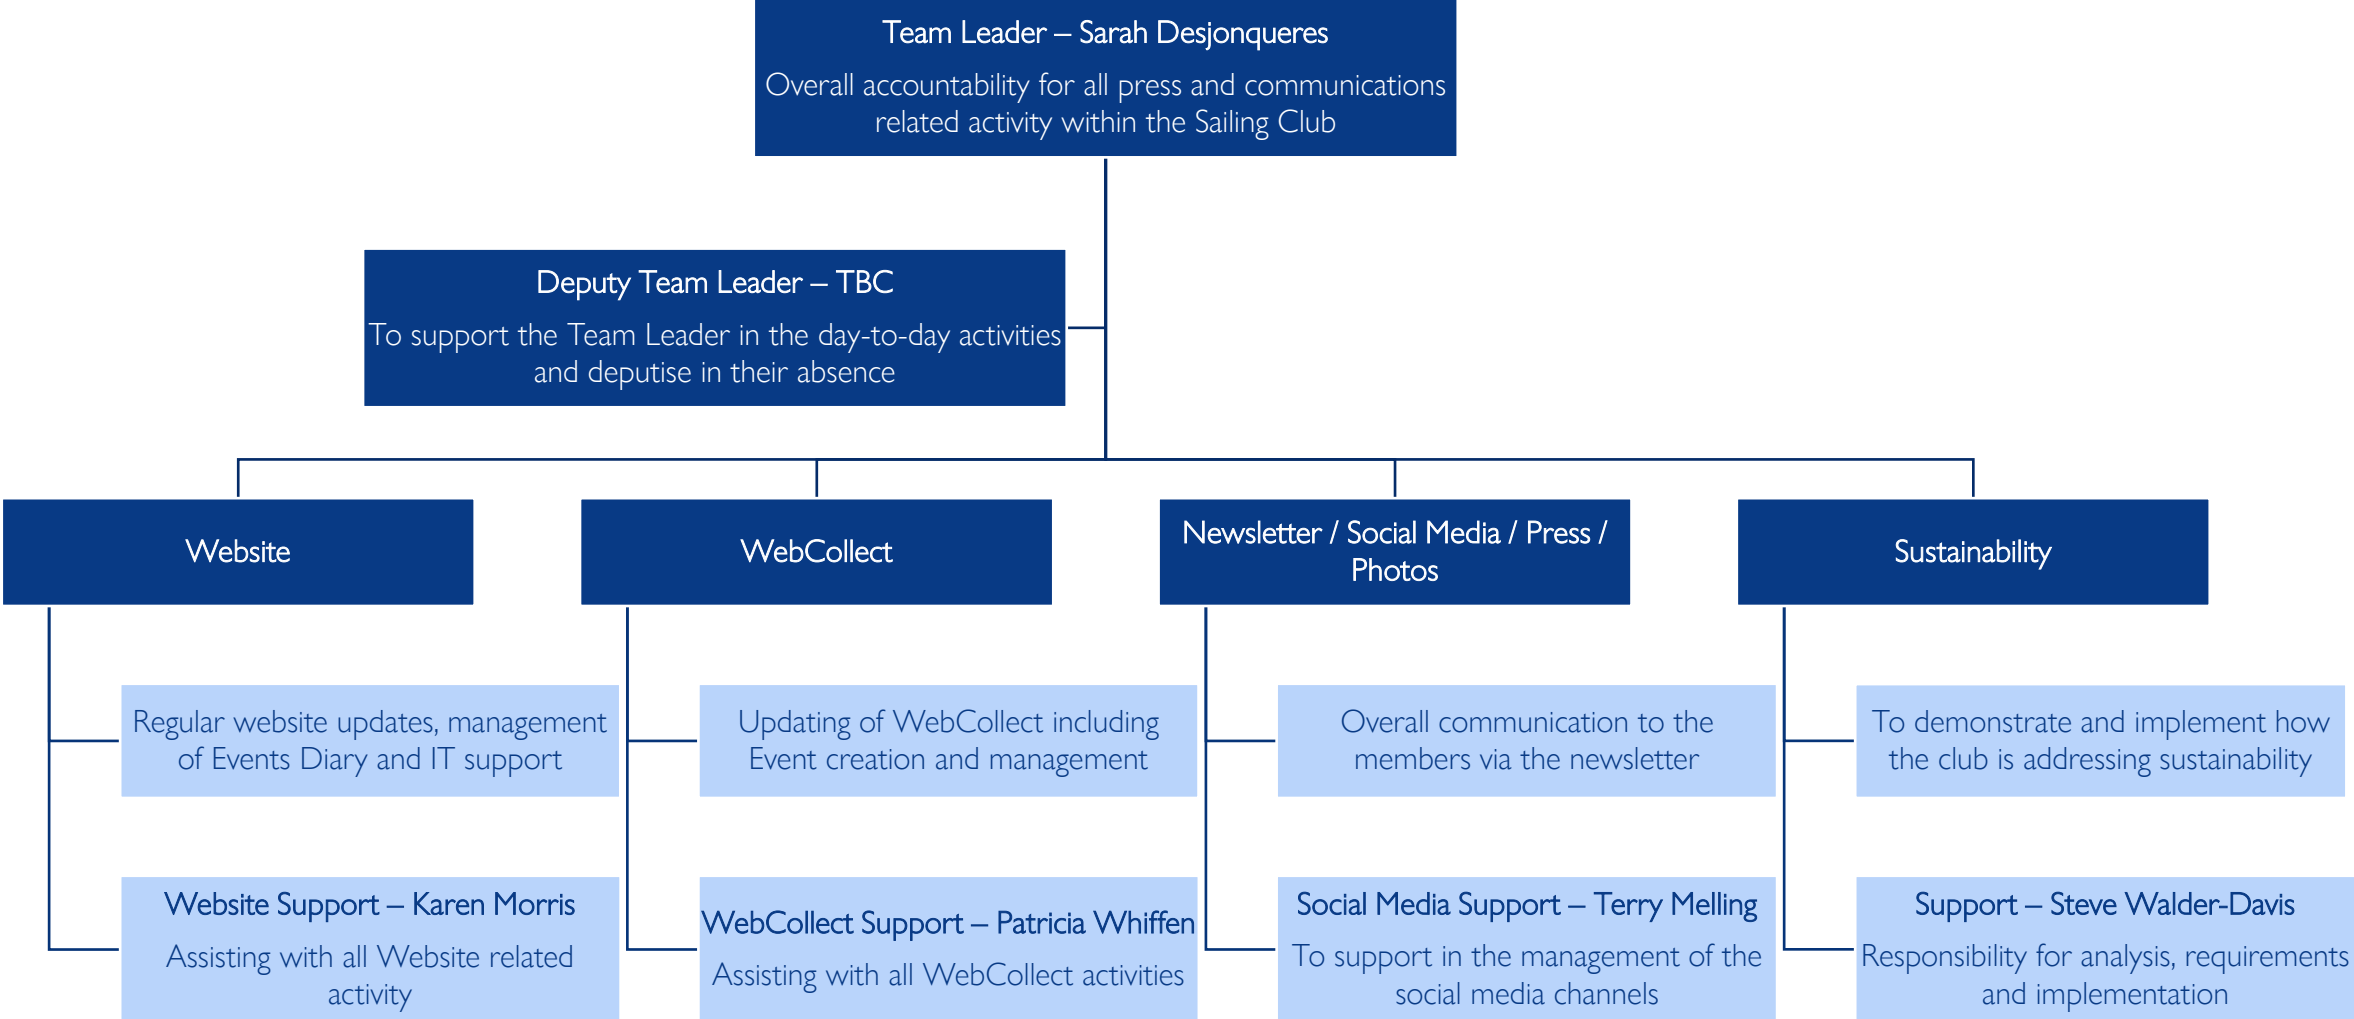 Team Leader – Sarah Desjonqueres
Overall accountability for all press and communications
related activity within the Sailing Club
Deputy Team Leader – TBC
To support the Team Leader in the day-to-day activities
and deputise in their absence
Website
WebCollect
Newsletter / Social Media / Press /
Photos
Sustainability
Regular website updates, management
of Events Diary and IT support
Updating of WebCollect including
Event creation and management
Overall communication to the
members via the newsletter
To demonstrate and implement how
the club is addressing sustainability
Website Support – Karen Morris
Assisting with all Website related
activity
WebCollect Support – Patricia Whiffen
Assisting with all WebCollect activities
Social Media Support – Terry Melling
To support in the management of the
social media channels
Support – Steve Walder-Davis
Responsibility for analysis, requirements
and implementation